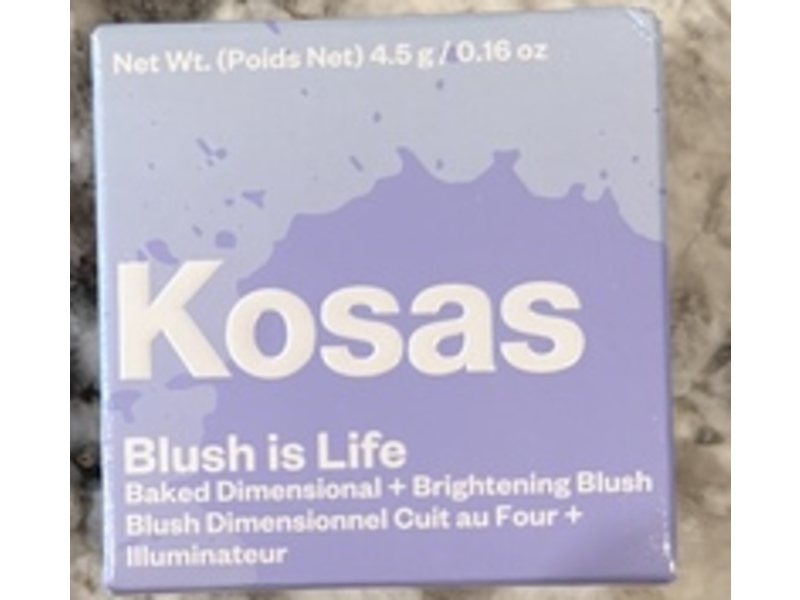 Net Wt. (Poids Net) 4.5 g / 0.16 oz
Kosas
Blush is Life
Baked Dimensional + Brightening Blush
Blush Dimensionnel Cuit au Four +
Illuminateur